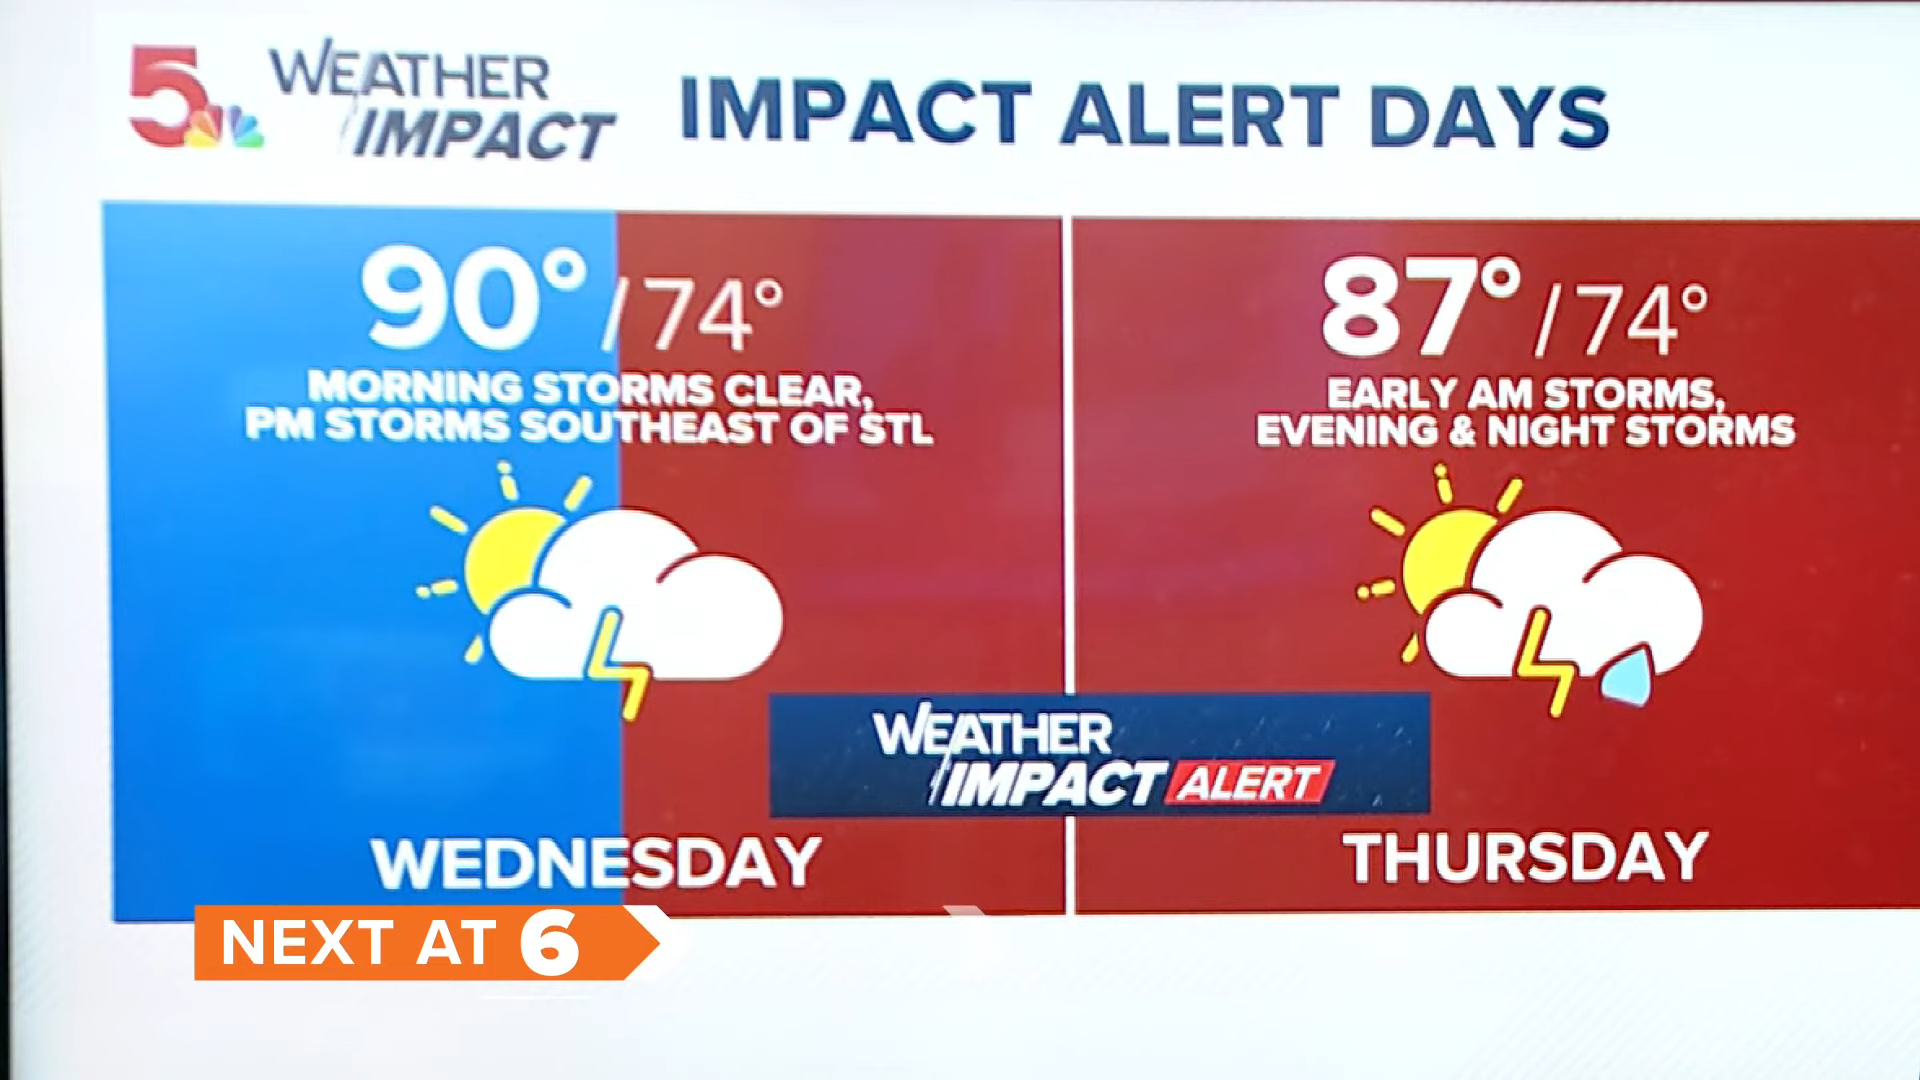 5 WEATHER IMPACT
IMPACT ALERT DAYS
90° / 74°
MORNING STORMS CLEAR,
PM STORMS SOUTHEAST OF STL
WEDNESDAY
87° / 74°
EARLY AM STORMS,
EVENING & NIGHT STORMS
THURSDAY
WEATHER
IMPACT ALERT
NEXT AT 6